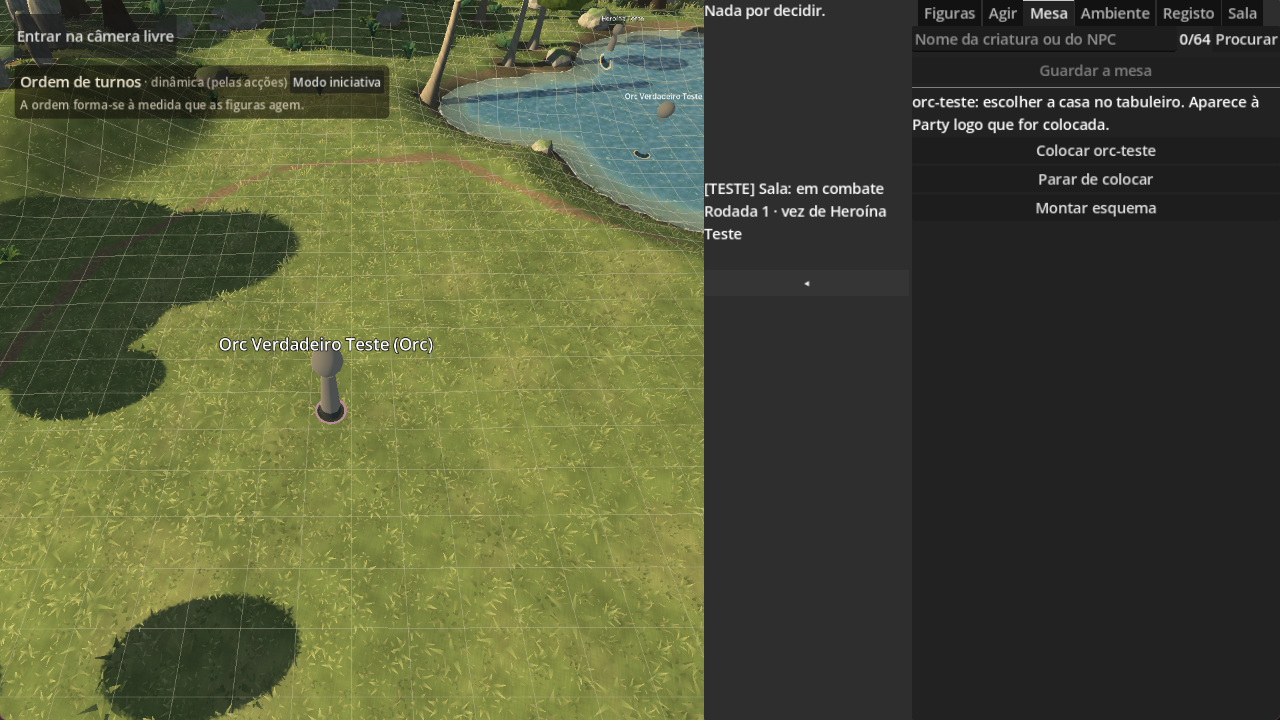 Entrar na câmera livre
Ordem de turnos · dinâmica (pelas acções) Modo iniciativa
A ordem forma-se à medida que as figuras agem.
Heroína Teste
Orc Verdadeiro Teste
Orc Verdadeiro Teste (Orc)
Nada por decidir.
[TESTE] Sala: em combate
Rodada 1 · vez de Heroína
Teste
Figuras Agir Mesa Ambiente Registo Sala
Nome da criatura ou do NPC 0/64 Procurar
Guardar a mesa
orc-teste: escolher a casa no tabuleiro. Aparece à
Party logo que for colocada.
Colocar orc-teste
Parar de colocar
Montar esquema